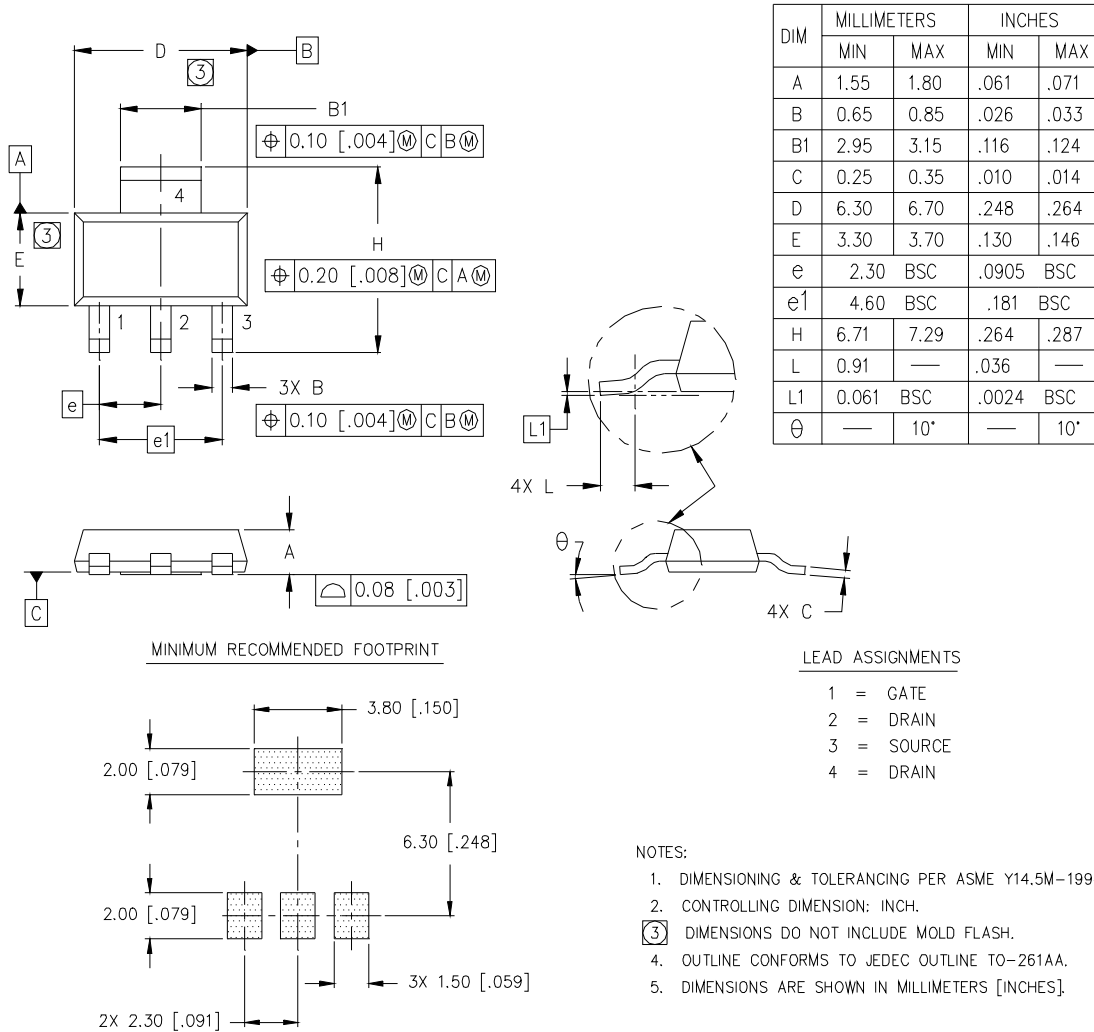 D
B
3
B1
⌖ 0.10 [.004]Ⓜ C BⓂ
A
4
3
E
H
⌖ 0.20 [.008]Ⓜ C AⓂ
1 2 3
3X B
e
⌖ 0.10 [.004]Ⓜ C BⓂ
e1
DIM MILLIMETERS INCHES
MIN MAX MIN MAX
A 1.55 1.80 .061 .071
B 0.65 0.85 .026 .033
B1 2.95 3.15 .116 .124
C 0.25 0.35 .010 .014
D 6.30 6.70 .248 .264
E 3.30 3.70 .130 .146
e 2.30 BSC .0905 BSC
e1 4.60 BSC .181 BSC
H 6.71 7.29 .264 .287
L 0.91 — .036 —
L1 0.061 BSC .0024 BSC
θ — 10° — 10°
L1
4X L
A
⌓ 0.08 [.003]
C
θ
4X C
MINIMUM RECOMMENDED FOOTPRINT
3.80 [.150]
2.00 [.079]
6.30 [.248]
2.00 [.079]
3X 1.50 [.059]
2X 2.30 [.091]
LEAD ASSIGNMENTS
1 = GATE
2 = DRAIN
3 = SOURCE
4 = DRAIN
NOTES:
1. DIMENSIONING & TOLERANCING PER ASME Y14.5M-199
2. CONTROLLING DIMENSION: INCH.
3 DIMENSIONS DO NOT INCLUDE MOLD FLASH.
4. OUTLINE CONFORMS TO JEDEC OUTLINE TO-261AA.
5. DIMENSIONS ARE SHOWN IN MILLIMETERS [INCHES].